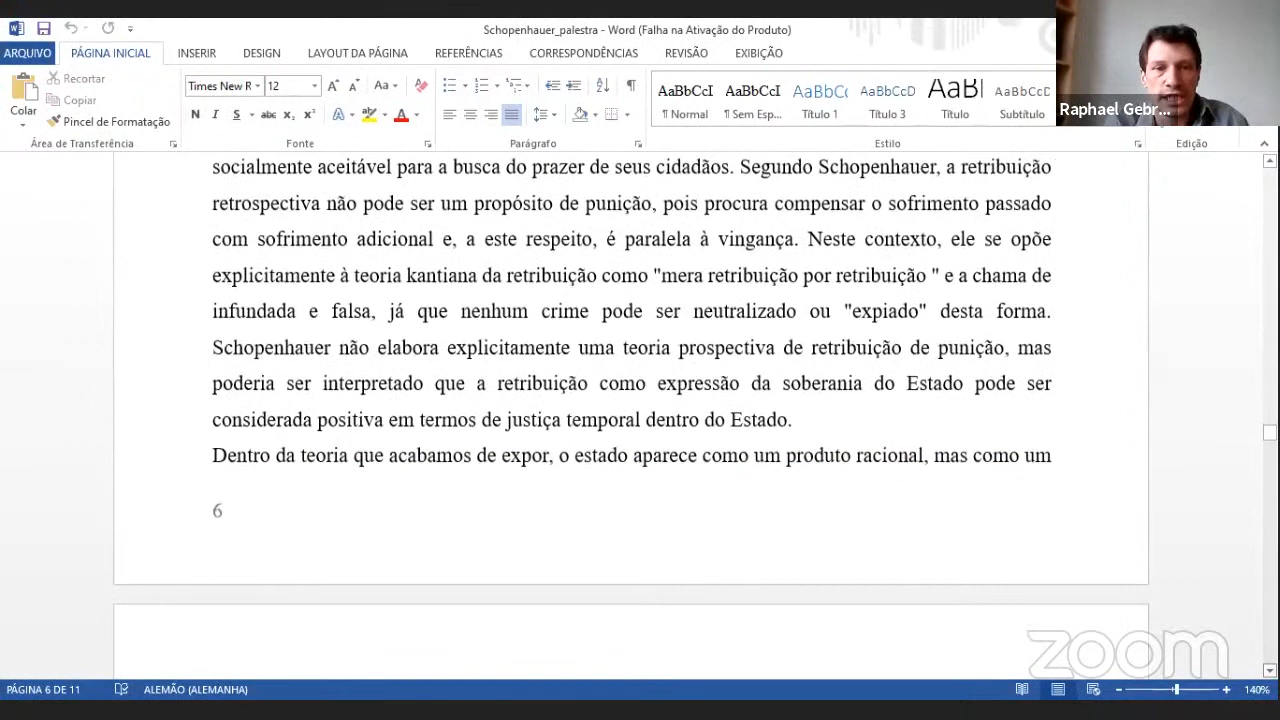 Schopenhauer_palestra - Word (Falha na Ativação do Produto)
ARQUIVO PÁGINA INICIAL INSERIR DESIGN LAYOUT DA PÁGINA REFERÊNCIAS CORRESPONDÊNCIAS REVISÃO EXIBIÇÃO
Colar
Recortar
Copiar
Pincel de Formatação
Times New R 12
AaBbCcI AaBbCcI AaBbCc AaBbCcD AaBl AaBbCcD
¶ Normal ¶ Sem Esp... Título 1 Título 3 Título Subtítulo
Área de Transferência Fonte Parágrafo Estilo Edição
Raphael Gebr...
socialmente aceitável para a busca do prazer de seus cidadãos. Segundo Schopenhauer, a retribuição
retrospectiva não pode ser um propósito de punição, pois procura compensar o sofrimento passado
com sofrimento adicional e, a este respeito, é paralela à vingança. Neste contexto, ele se opõe
explicitamente à teoria kantiana da retribuição como "mera retribuição por retribuição " e a chama de
infundada e falsa, já que nenhum crime pode ser neutralizado ou "expiado" desta forma.
Schopenhauer não elabora explicitamente uma teoria prospectiva de retribuição de punição, mas
poderia ser interpretado que a retribuição como expressão da soberania do Estado pode ser
considerada positiva em termos de justiça temporal dentro do Estado.
Dentro da teoria que acabamos de expor, o estado aparece como um produto racional, mas como um
6
zoom
PÁGINA 6 DE 11 ALEMÃO (ALEMANHA) 140%